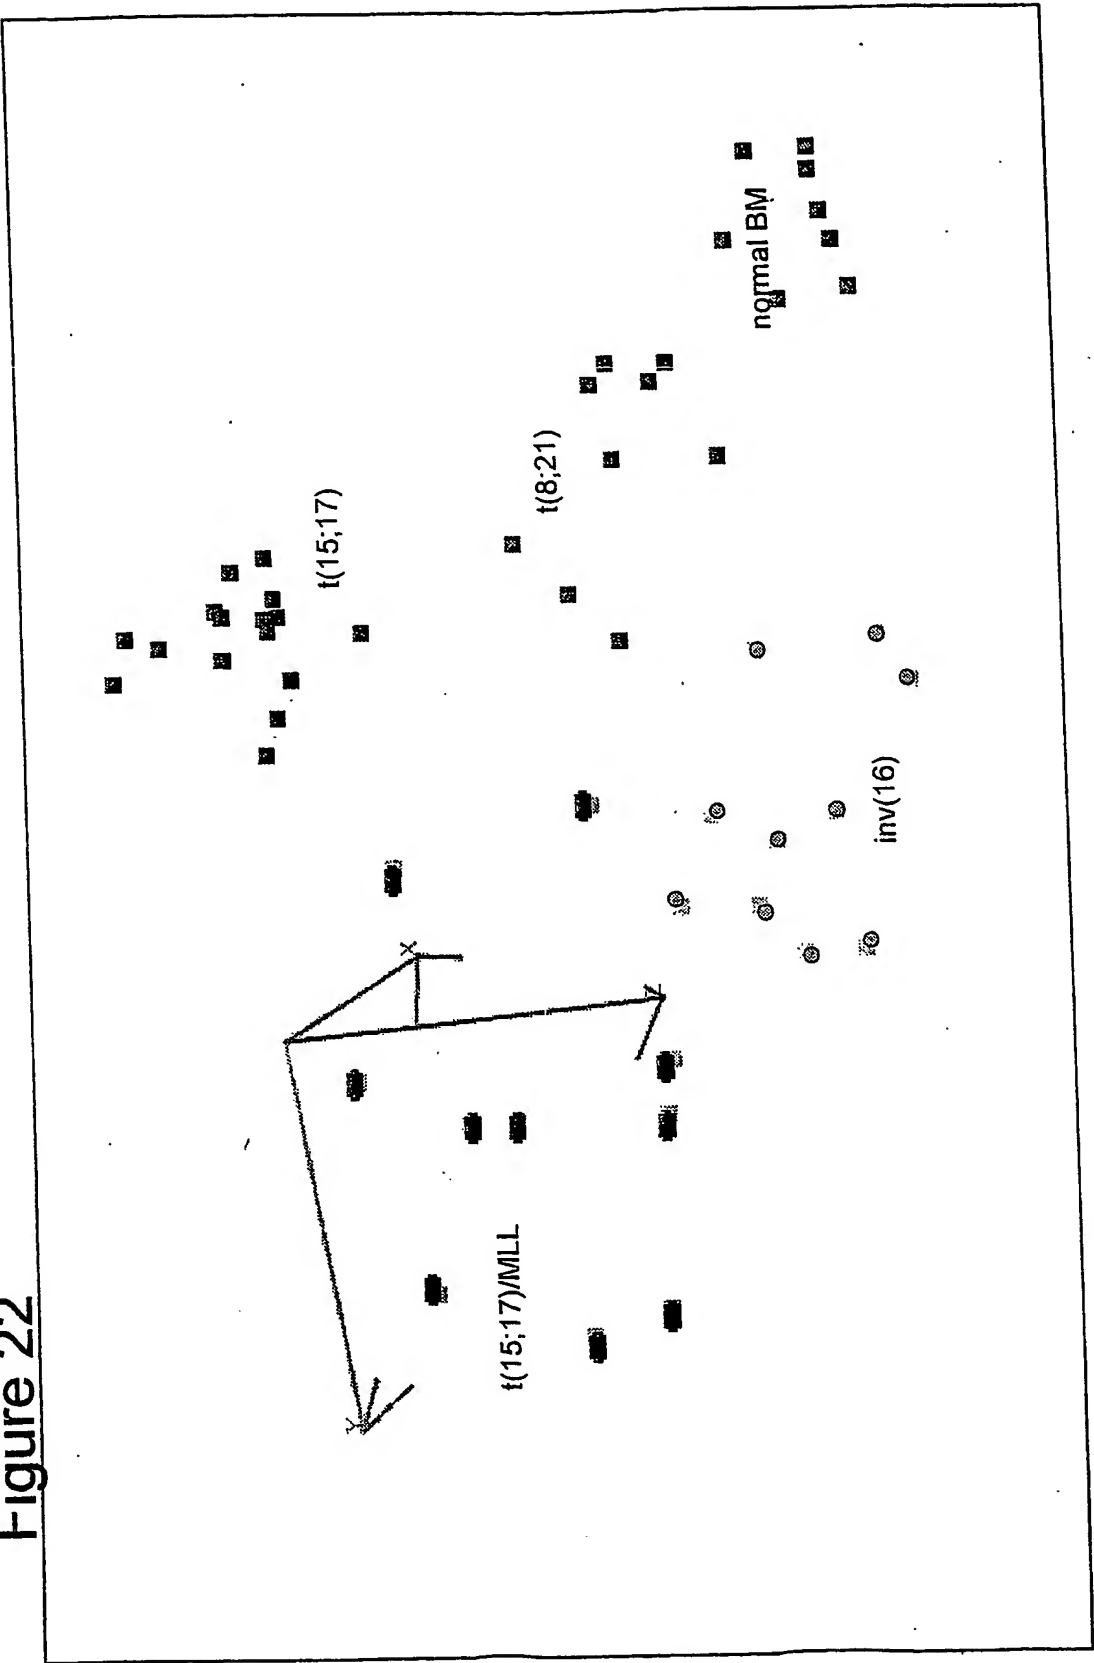 Figure 22
t(15;17)
t(8;21)
normal BM
X
Y
Z
t(15;17)/MLL
inv(16)